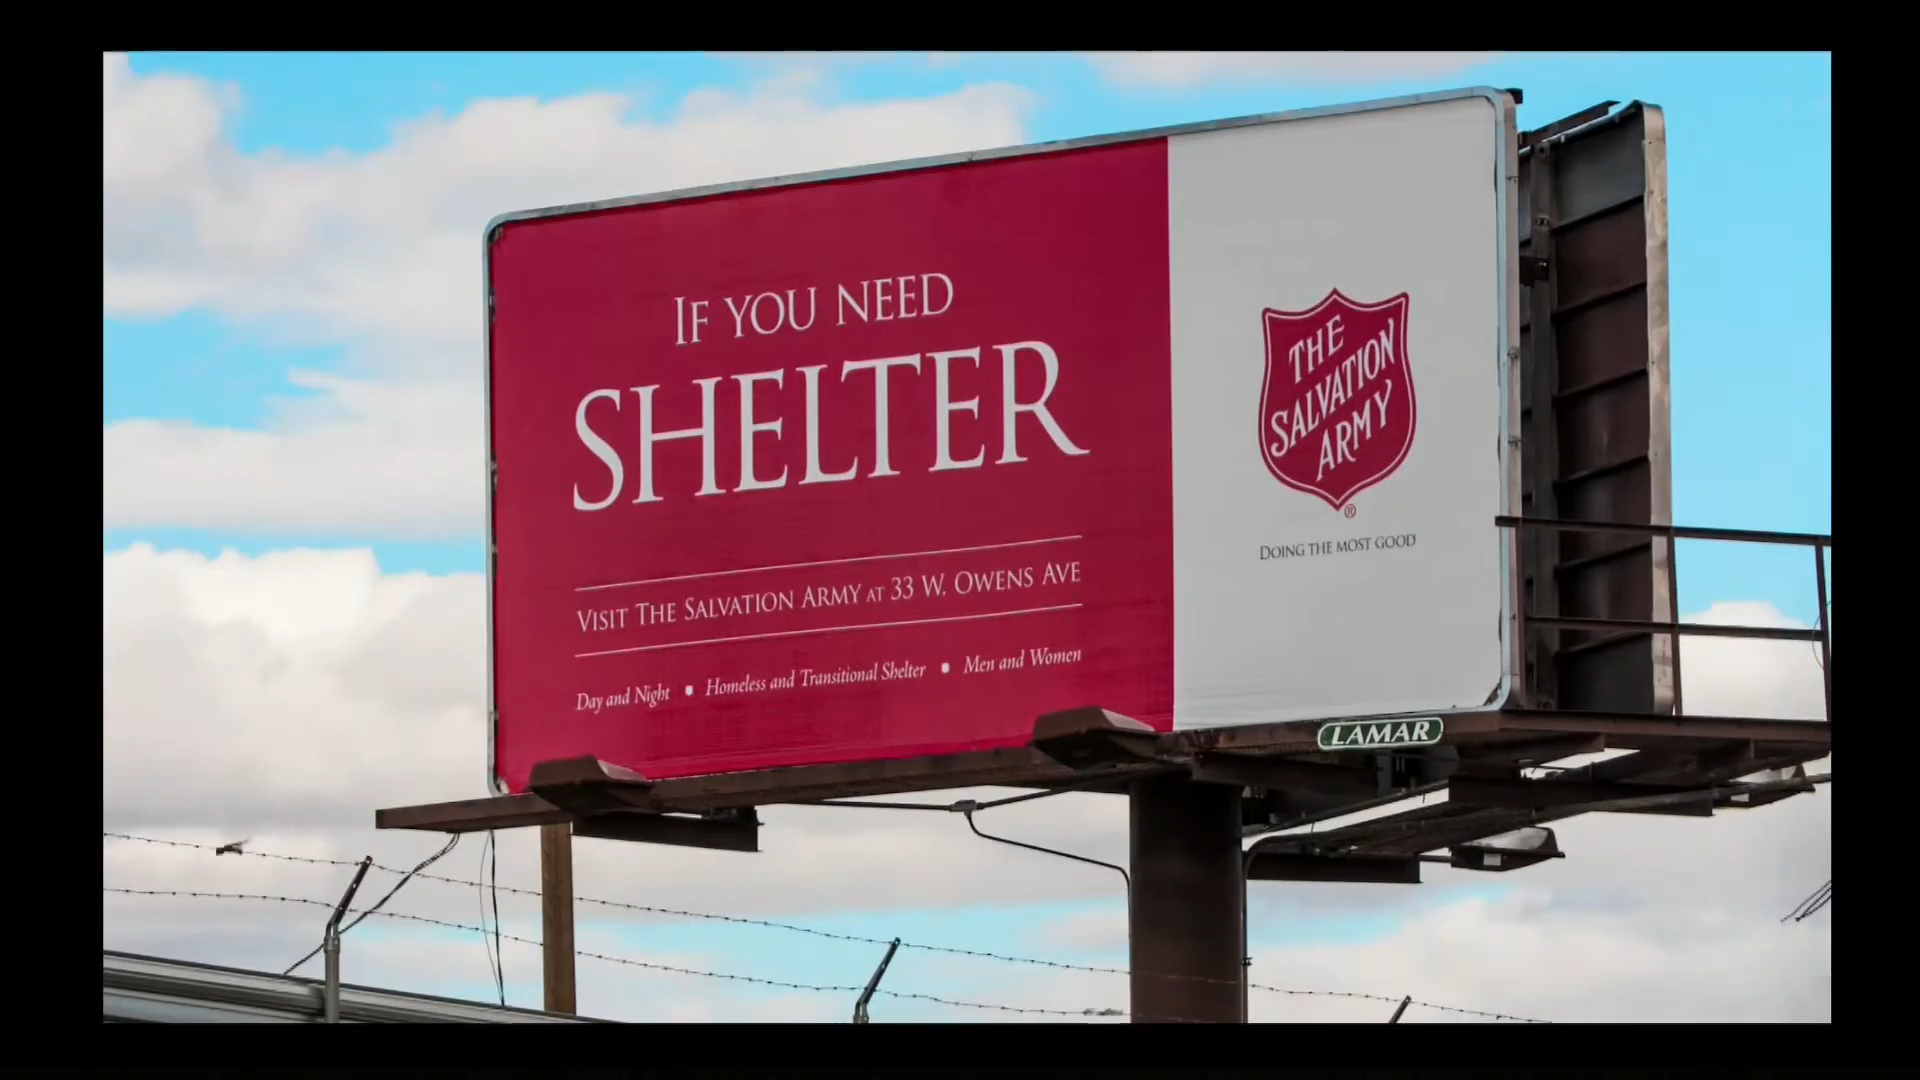 IF YOU NEED
SHELTER
VISIT THE SALVATION ARMY AT 33 W. OWENS AVE
Day and Night ▪ Homeless and Transitional Shelter ▪ Men and Women
THE
SALVATION
ARMY
®
DOING THE MOST GOOD
LAMAR